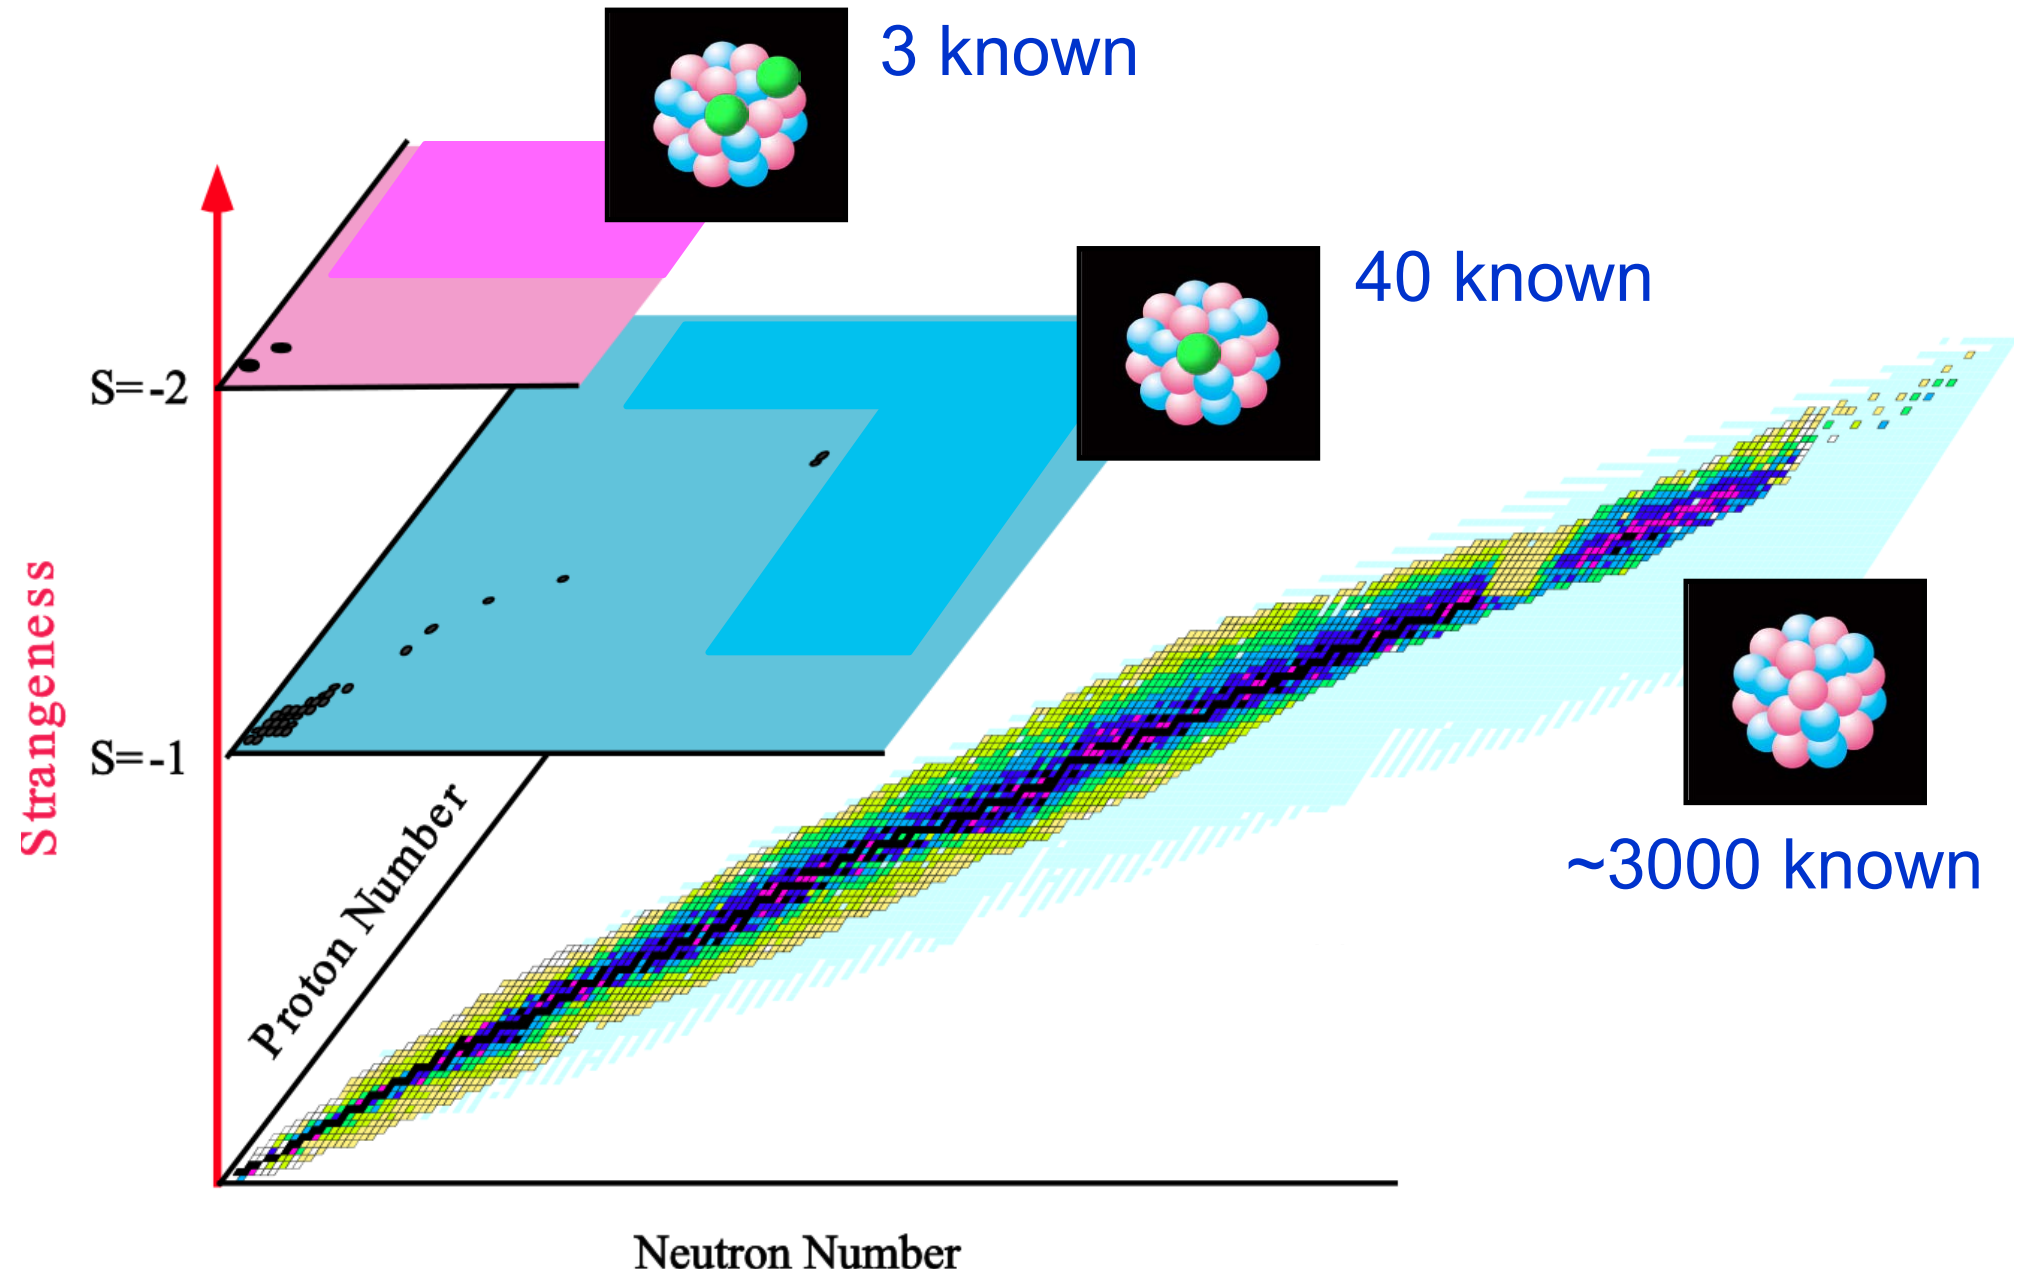 3 known
40 known
S=-2
S=-1
Strangeness
Proton Number
~3000 known
Neutron Number